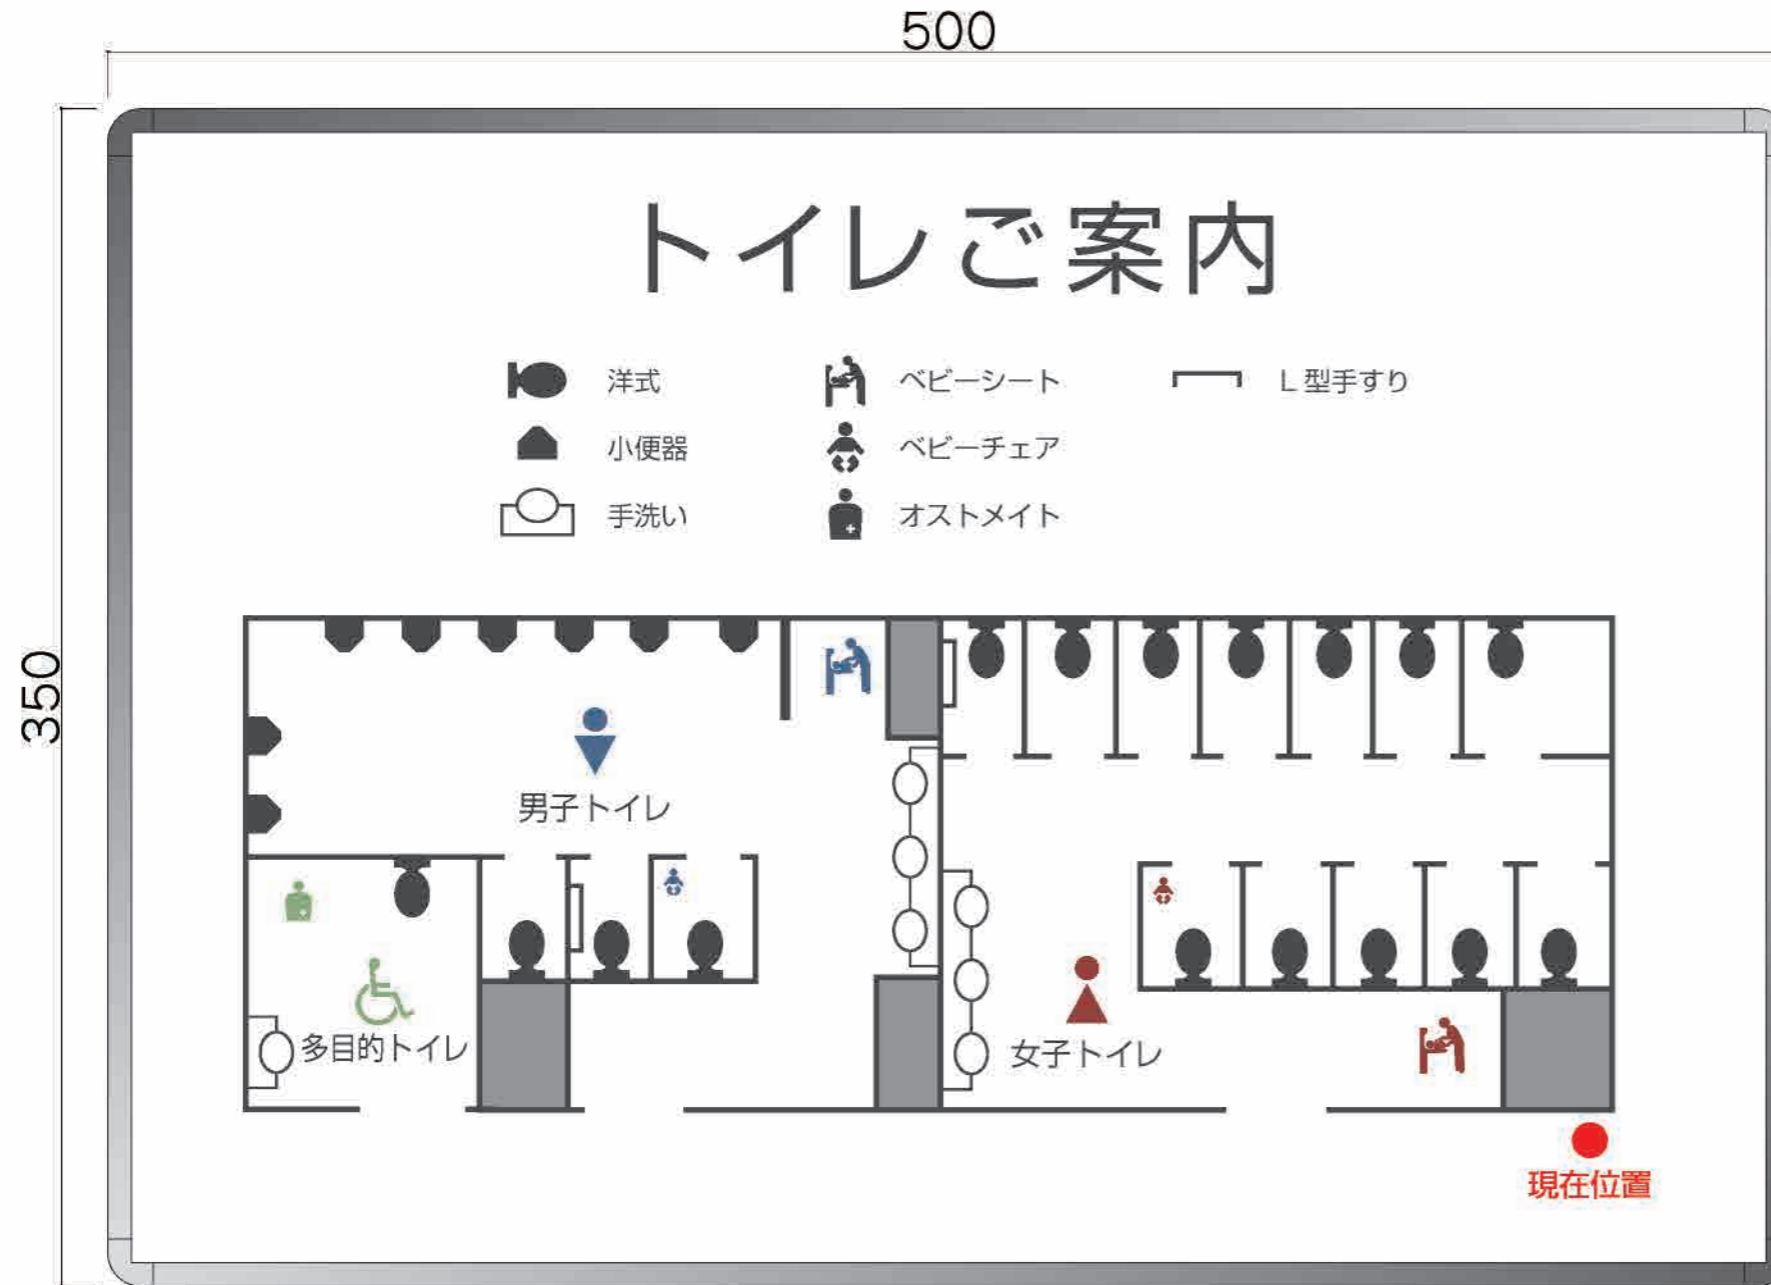 500
350
トイレご案内
洋式
ベビーシート
L型手すり
小便器
ベビーチェア
手洗い
オストメイト
男子トイレ
多目的トイレ
女子トイレ
現在位置